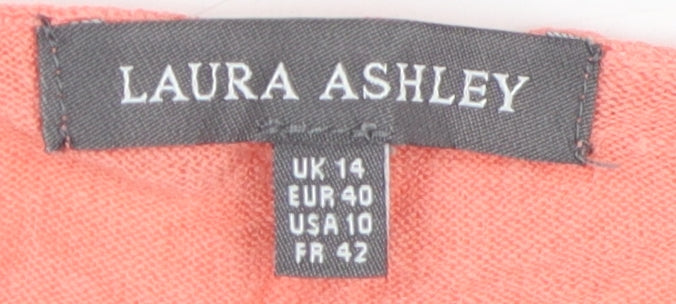 LAURA ASHLEY
UK 14
EUR 40
USA 10
FR 42